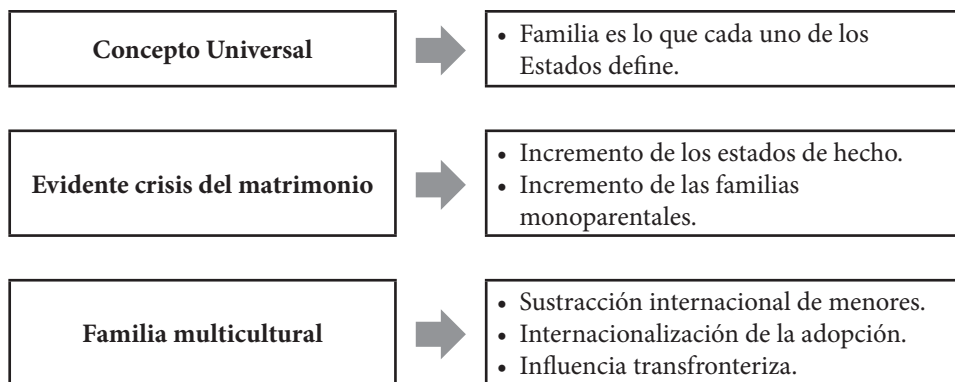 Concepto Universal
• Familia es lo que cada uno de los
Estados define.
Evidente crisis del matrimonio
• Incremento de los estados de hecho.
• Incremento de las familias
monoparentales.
Familia multicultural
• Sustracción internacional de menores.
• Internacionalización de la adopción.
• Influencia transfronteriza.